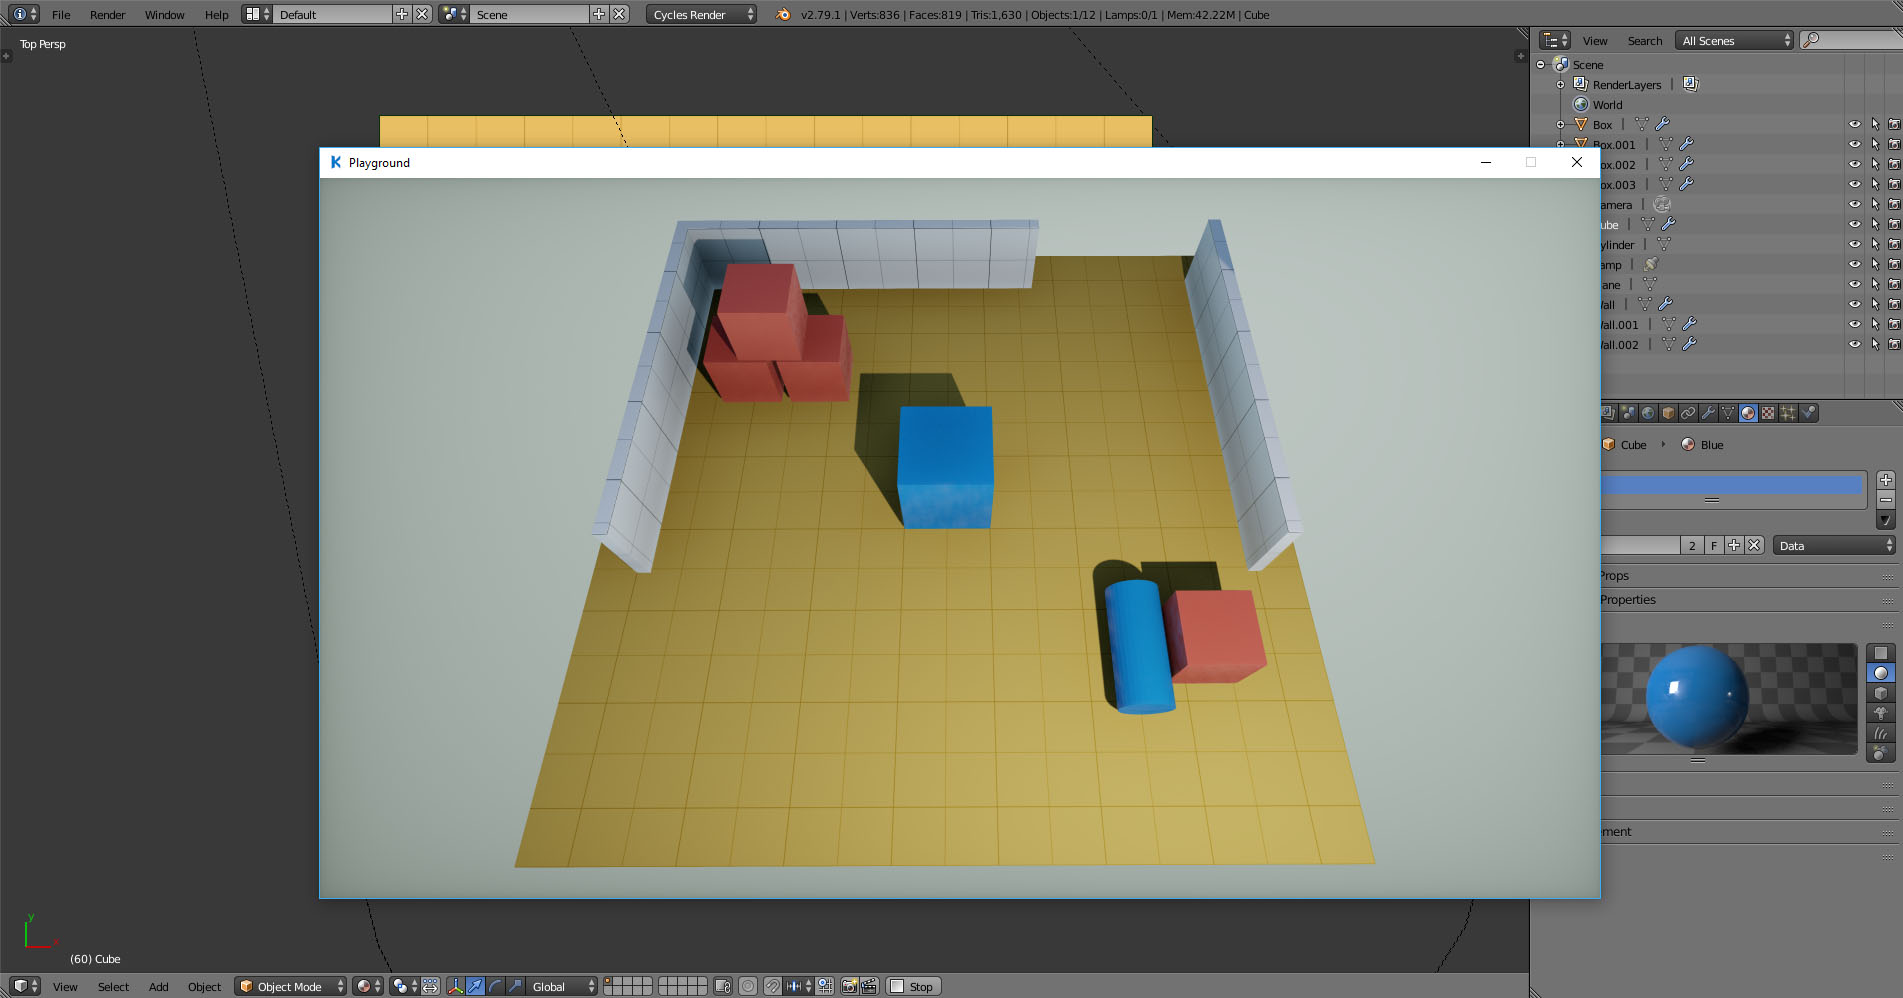 File Render Window Help Default Scene Cycles Render v2.79.1 | Verts:836 | Faces:819 | Tris:1,630 | Objects:1/12 | Lamps:0/1 | Mem:42.22M | Cube
Top Persp
View Search All Scenes
Scene
RenderLayers |
World
Box |
Box.001 |
ox.002 |
ox.003 |
amera |
ube |
ylinder |
amp |
ane |
all |
all.001 |
all.002 |
Playground
Cube Blue
2 F Data
Props
Properties
ment
y
x
(60) Cube
View Select Add Object Object Mode Global Stop